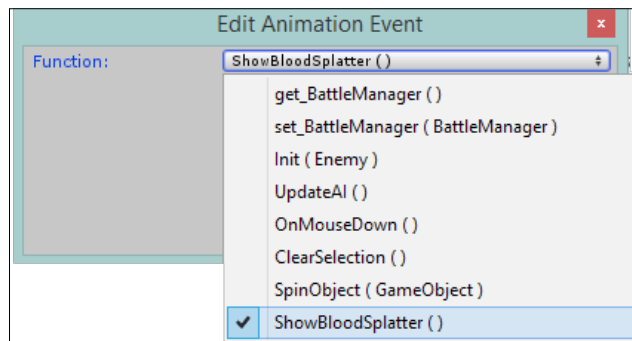 Edit Animation Event
x
Function:
ShowBloodSplatter ( )
get_BattleManager ( )
set_BattleManager ( BattleManager )
Init ( Enemy )
UpdateAI ( )
OnMouseDown ( )
ClearSelection ( )
SpinObject ( GameObject )
ShowBloodSplatter ( )